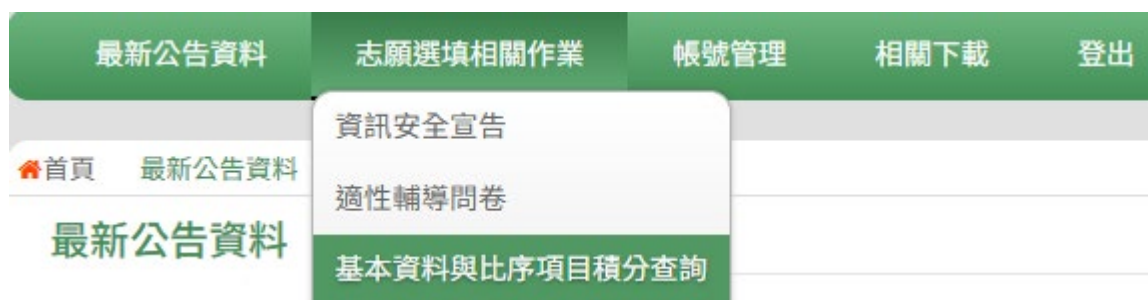 最新公告資料 志願選填相關作業 帳號管理 相關下載 登出
資訊安全宣告
首頁 最新公告資料
適性輔導問卷
最新公告資料
基本資料與比序項目積分查詢